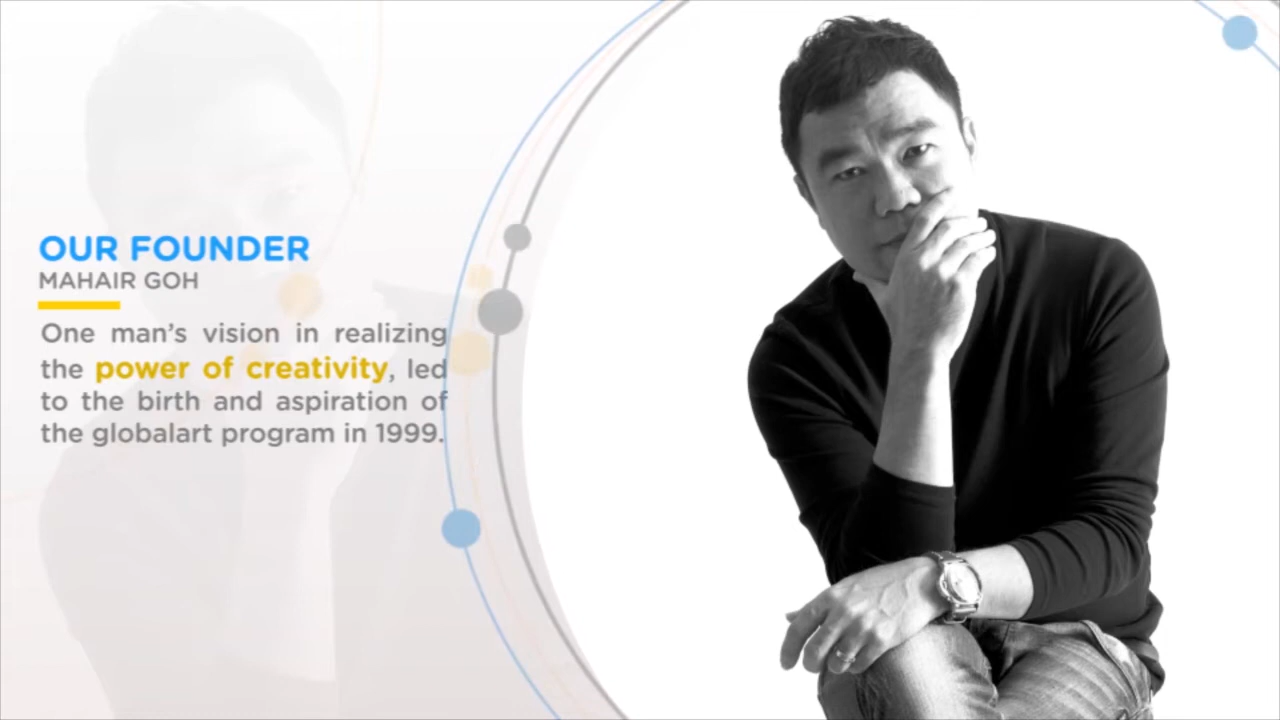 OUR FOUNDER
MAHAIR GOH
One man's vision in realizing
the power of creativity, led
to the birth and aspiration of
the globalart program in 1999.